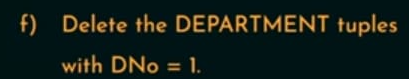 f) Delete the DEPARTMENT tuples
with DNo = 1.